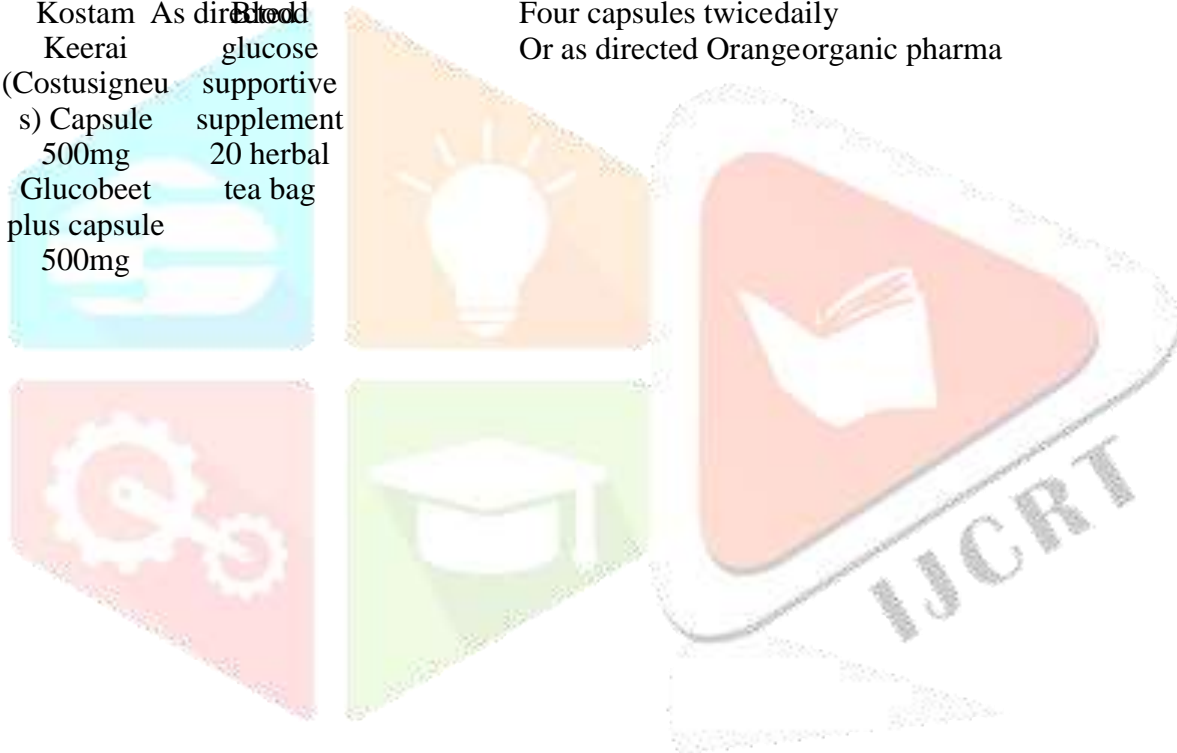 Kostam As directed Blood Four capsules twicedaily
Keerai glucose Or as directed Orangeorganic pharma
(Costusigneu supportive
s) Capsule supplement
500mg 20 herbal
Glucobeet tea bag
plus capsule
500mg
IJCRT